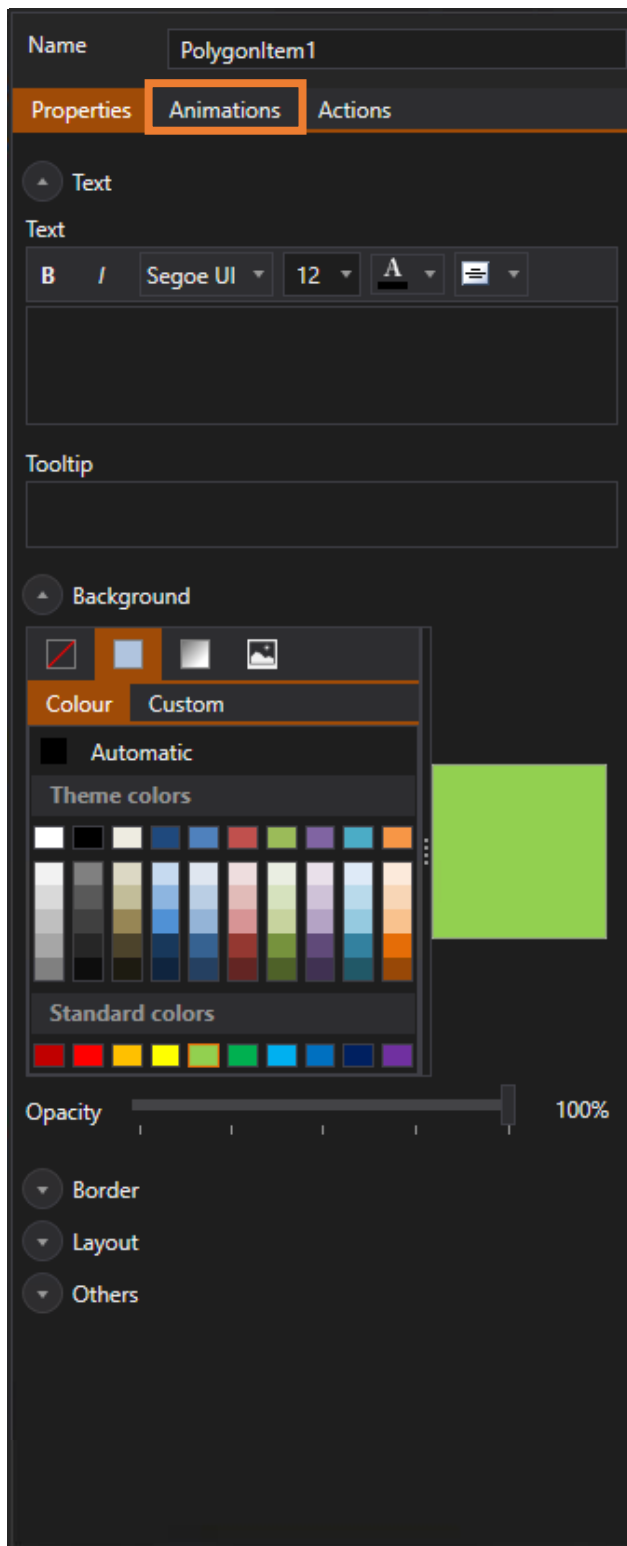 Name PolygonItem1
Properties Animations Actions
Text
Text
B I Segoe UI 12 A
Tooltip
Background
Colour Custom
Automatic
Theme colors
Standard colors
Opacity 100%
Border
Layout
Others